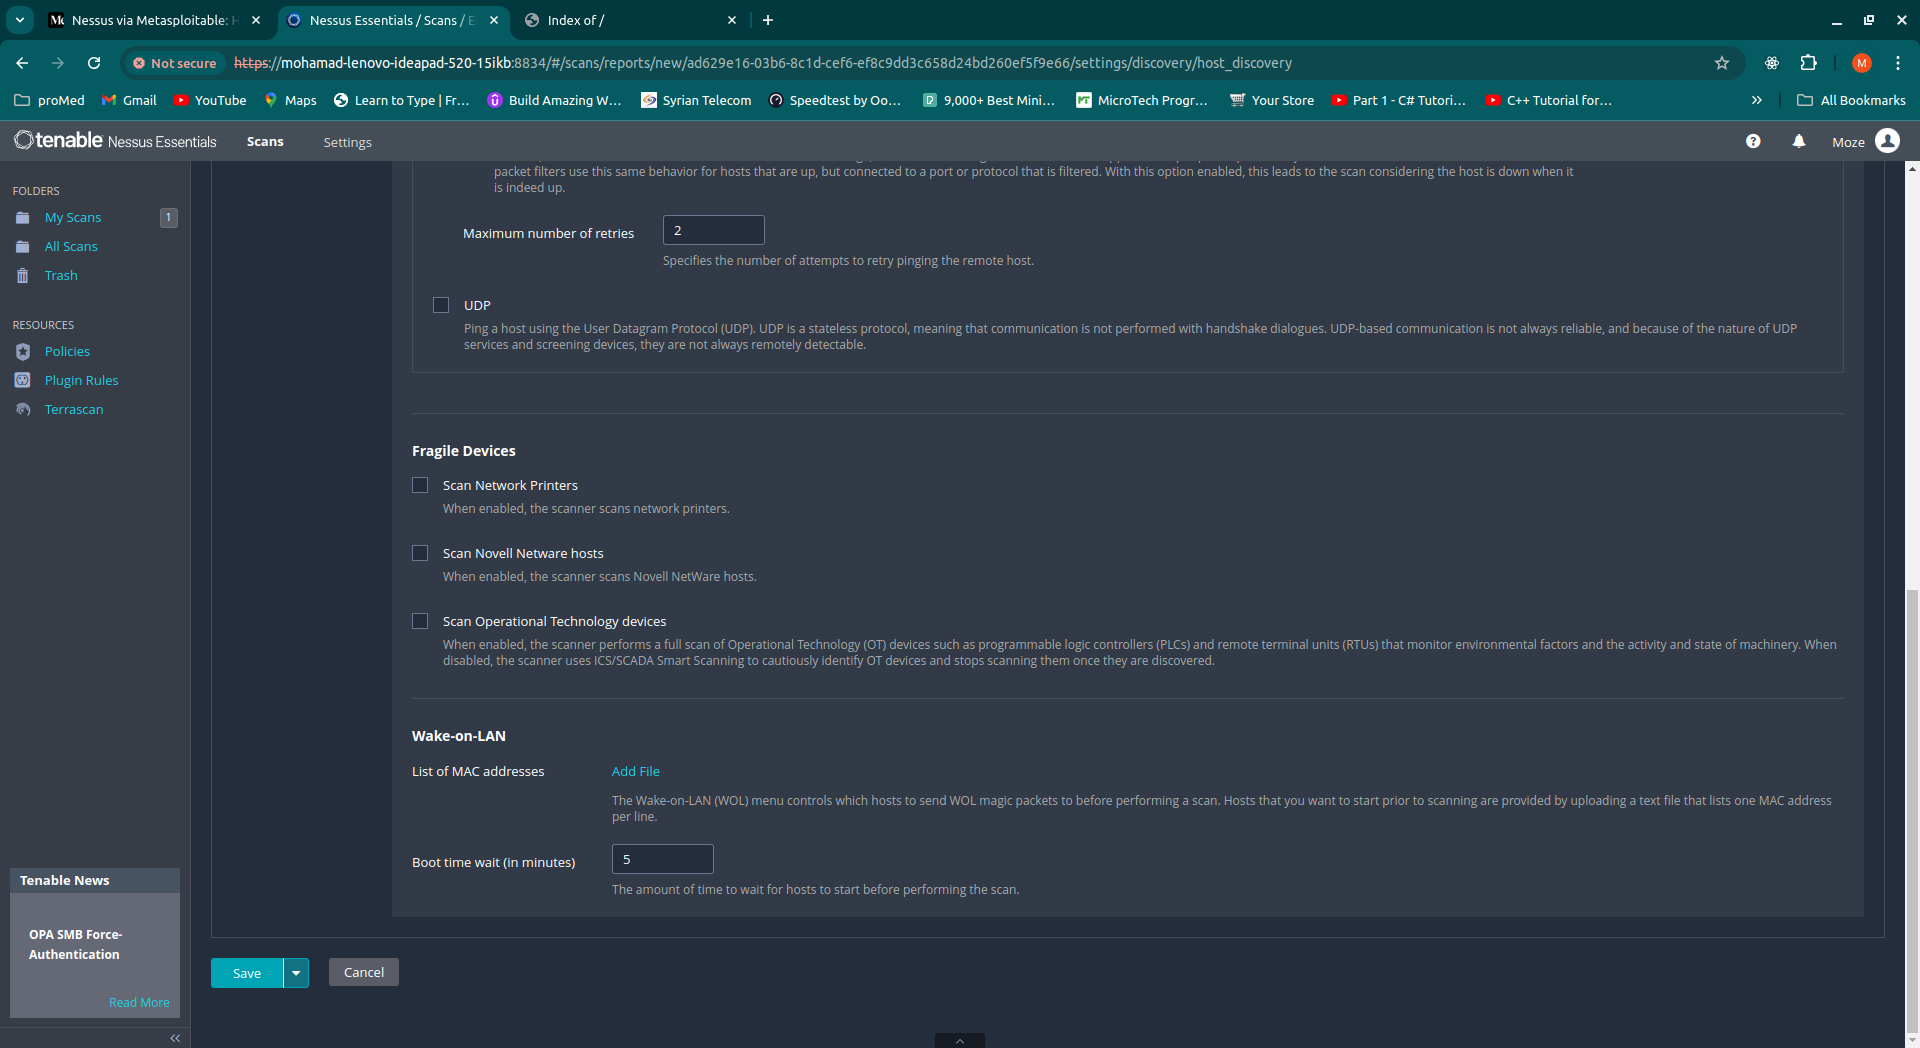 Nessus via Metasploitable:
Nessus Essentials / Scans /
Index of /
Not secure
https://mohamad-lenovo-ideapad-520-15ikb:8834/#/scans/reports/new/ad629e16-03b6-8c1d-cef6-ef8c9dd3c658d24bd260ef5f9e66/settings/discovery/host_discovery
M
proMed
Gmail
YouTube
Maps
Learn to Type | Fr...
Build Amazing W...
Syrian Telecom
Speedtest by Oo...
9,000+ Best Mini...
MicroTech Progr...
Your Store
Part 1 - C# Tutori...
C++ Tutorial for...
All Bookmarks
tenable Nessus Essentials
Scans
Settings
Moze
FOLDERS
My Scans
1
All Scans
Trash
RESOURCES
Policies
Plugin Rules
Terrascan
packet filters use this same behavior for hosts that are up, but connected to a port or protocol that is filtered. With this option enabled, this leads to the scan considering the host is down when it
is indeed up.
Maximum number of retries
2
Specifies the number of attempts to retry pinging the remote host.
UDP
Ping a host using the User Datagram Protocol (UDP). UDP is a stateless protocol, meaning that communication is not performed with handshake dialogues. UDP-based communication is not always reliable, and because of the nature of UDP
services and screening devices, they are not always remotely detectable.
Fragile Devices
Scan Network Printers
When enabled, the scanner scans network printers.
Scan Novell Netware hosts
When enabled, the scanner scans Novell NetWare hosts.
Scan Operational Technology devices
When enabled, the scanner performs a full scan of Operational Technology (OT) devices such as programmable logic controllers (PLCs) and remote terminal units (RTUs) that monitor environmental factors and the activity and state of machinery. When
disabled, the scanner uses ICS/SCADA Smart Scanning to cautiously identify OT devices and stops scanning them once they are discovered.
Wake-on-LAN
List of MAC addresses
Add File
The Wake-on-LAN (WOL) menu controls which hosts to send WOL magic packets to before performing a scan. Hosts that you want to start prior to scanning are provided by uploading a text file that lists one MAC address
per line.
Boot time wait (in minutes)
5
The amount of time to wait for hosts to start before performing the scan.
Tenable News
OPA SMB Force-
Authentication
Read More
Save
Cancel